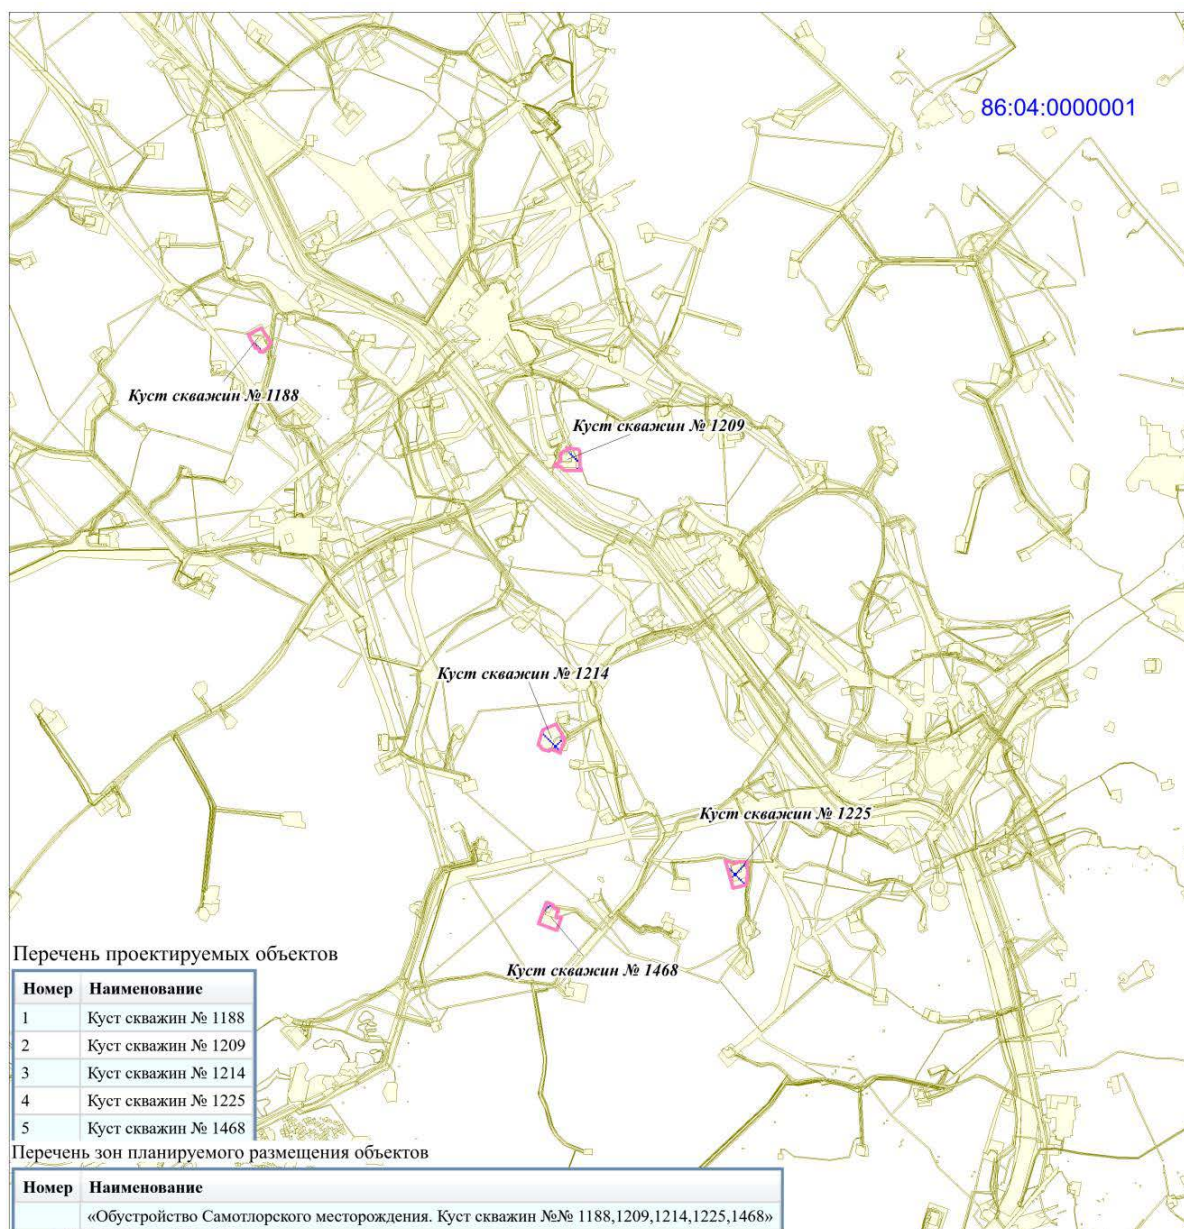 86:04:0000001
Куст скважин № 1188
Куст скважин № 1209
Куст скважин № 1214
Куст скважин № 1225
Куст скважин № 1468
Перечень проектируемых объектов
Номер Наименование
1 Куст скважин № 1188
2 Куст скважин № 1209
3 Куст скважин № 1214
4 Куст скважин № 1225
5 Куст скважин № 1468
Перечень зон планируемого размещения объектов
Номер Наименование
«Обустройство Самотлорского месторождения. Куст скважин №№ 1188,1209,1214,1225,1468»